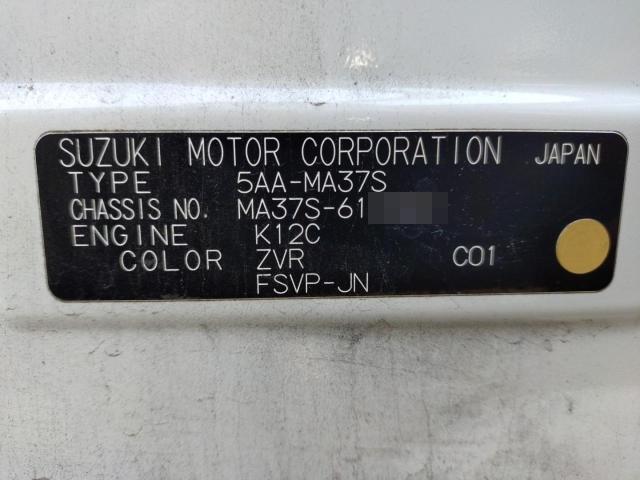 SUZUKI MOTOR CORPORATION JAPAN
TYPE 5AA-MA37S
CHASSIS NO. MA37S-61
ENGINE K12C
COLOR ZVR C01
FSVP-JN